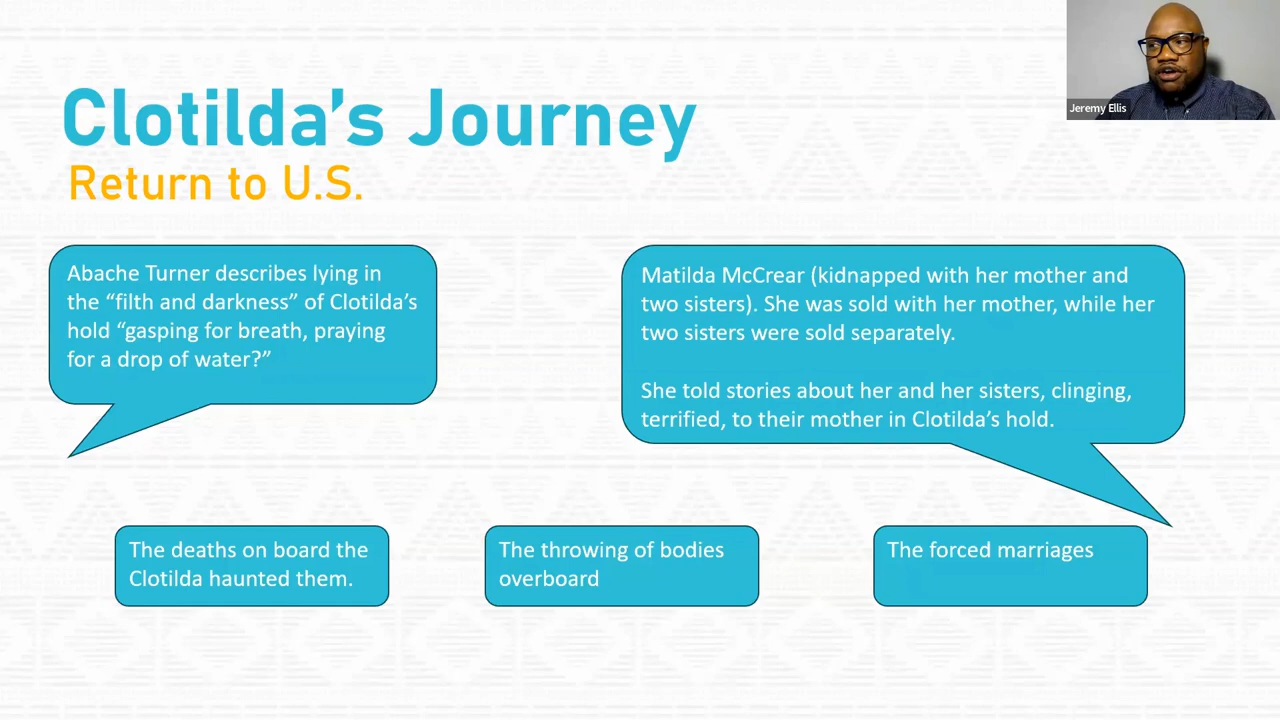 Clotilda's Journey
Return to U.S.
Jeremy Ellis
Abache Turner describes lying in
the “filth and darkness” of Clotilda's
hold “gasping for breath, praying
for a drop of water?”
Matilda McCrear (kidnapped with her mother and
two sisters). She was sold with her mother, while her
two sisters were sold separately.
She told stories about her and her sisters, clinging,
terrified, to their mother in Clotilda's hold.
The deaths on board the
Clotilda haunted them.
The throwing of bodies
overboard
The forced marriages